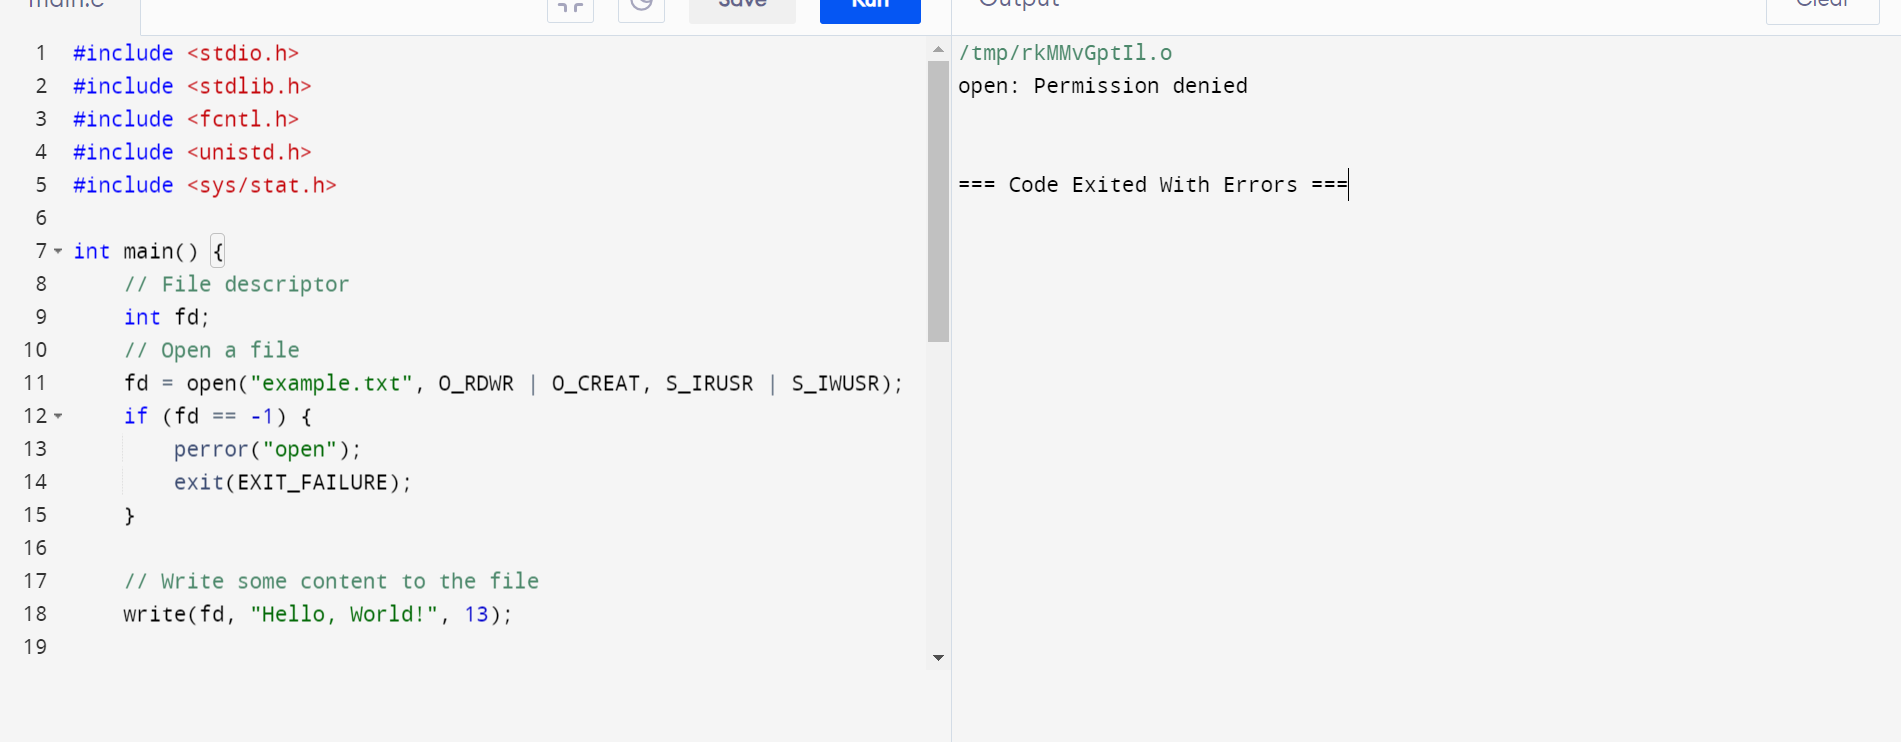 main.c
Save
Run
Output
Clear
1 #include <stdio.h>
2 #include <stdlib.h>
3 #include <fcntl.h>
4 #include <unistd.h>
5 #include <sys/stat.h>
6
7 int main() {
8     // File descriptor
9     int fd;
10     // Open a file
11     fd = open("example.txt", O_RDWR | O_CREAT, S_IRUSR | S_IWUSR);
12     if (fd == -1) {
13         perror("open");
14         exit(EXIT_FAILURE);
15     }
16
17     // Write some content to the file
18     write(fd, "Hello, World!", 13);
19
/tmp/rkMMvGptIl.o
open: Permission denied
=== Code Exited With Errors ===